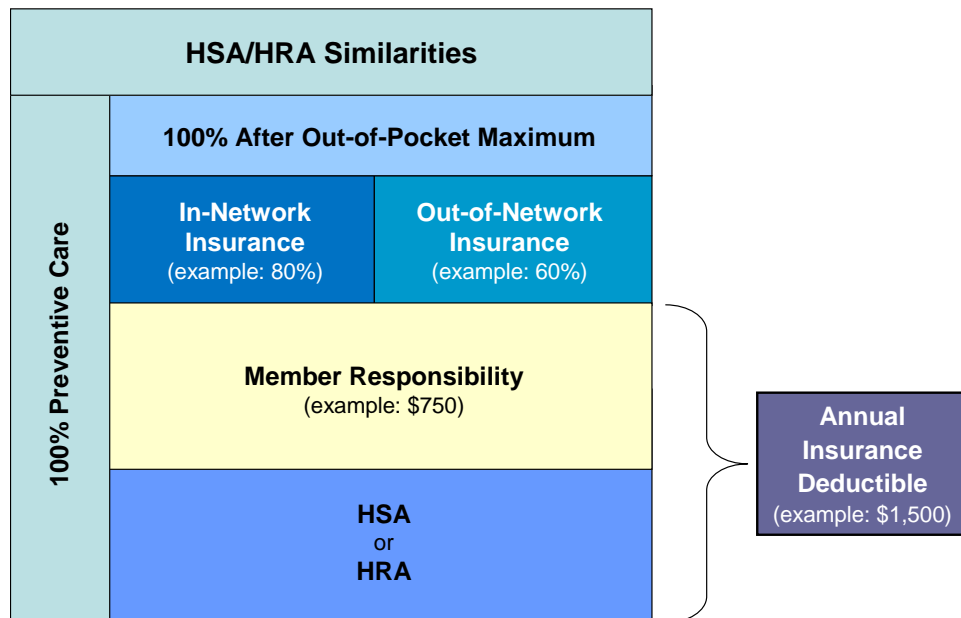 HSA/HRA Similarities
100% Preventive Care
100% After Out-of-Pocket Maximum
In-Network
Insurance
(example: 80%)
Out-of-Network
Insurance
(example: 60%)
Member Responsibility
(example: $750)
HSA
or
HRA
Annual
Insurance
Deductible
(example: $1,500)